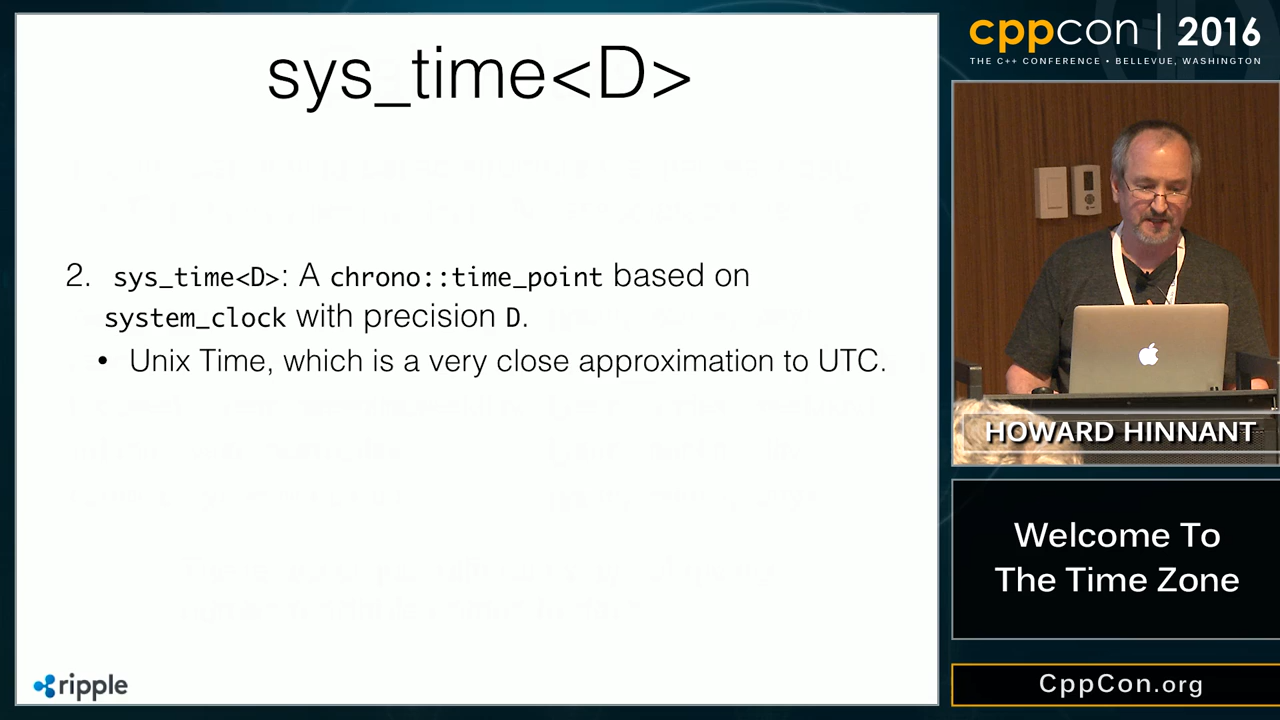 sys_time<D>
2. sys_time<D>: A chrono::time_point based on
system_clock with precision D.
• Unix Time, which is a very close approximation to UTC.
ripple
cppcon | 2016
THE C++ CONFERENCE • BELLEVUE, WASHINGTON
HOWARD HINNANT
Welcome To
The Time Zone
CppCon.org